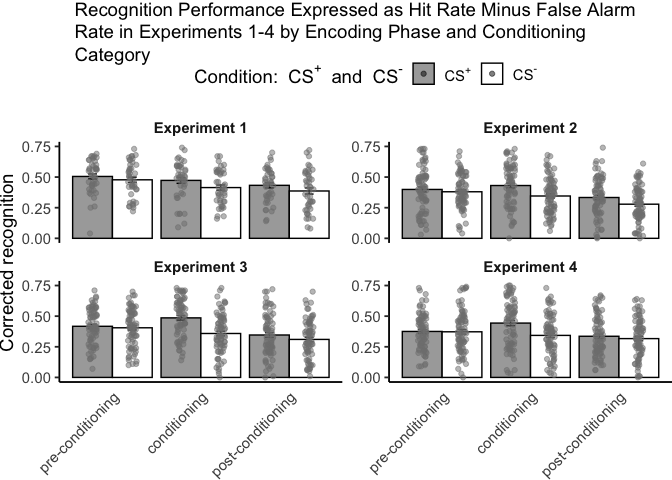 Recognition Performance Expressed as Hit Rate Minus False Alarm
Rate in Experiments 1-4 by Encoding Phase and Conditioning
Category
Condition: CS+ and CS- CS+ CS-
Experiment 1 Experiment 2
0.75 0.75
0.50 0.50
0.25 0.25
0.00 0.00
Corrected recognition
Experiment 3 Experiment 4
0.75 0.75
0.50 0.50
0.25 0.25
0.00 0.00
pre-conditioning conditioning post-conditioning pre-conditioning conditioning post-conditioning